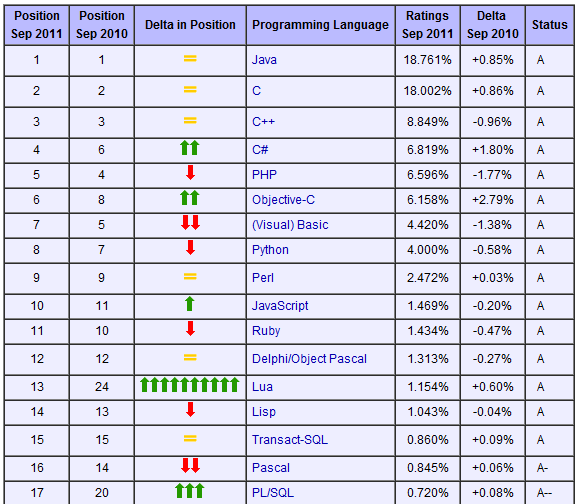 Position Sep 2011 Position Sep 2010 Delta in Position Programming Language Ratings Sep 2011 Delta Sep 2010 Status
1 1 Java 18.761% +0.85% A
2 2 C 18.002% +0.86% A
3 3 C++ 8.849% -0.96% A
4 6 C# 6.819% +1.80% A
5 4 PHP 6.596% -1.77% A
6 8 Objective-C 6.158% +2.79% A
7 5 (Visual) Basic 4.420% -1.38% A
8 7 Python 4.000% -0.58% A
9 9 Perl 2.472% +0.03% A
10 11 JavaScript 1.469% -0.20% A
11 10 Ruby 1.434% -0.47% A
12 12 Delphi/Object Pascal 1.313% -0.27% A
13 24 Lua 1.154% +0.60% A
14 13 Lisp 1.043% -0.04% A
15 15 Transact-SQL 0.860% +0.09% A
16 14 Pascal 0.845% +0.06% A-
17 20 PL/SQL 0.720% +0.08% A--